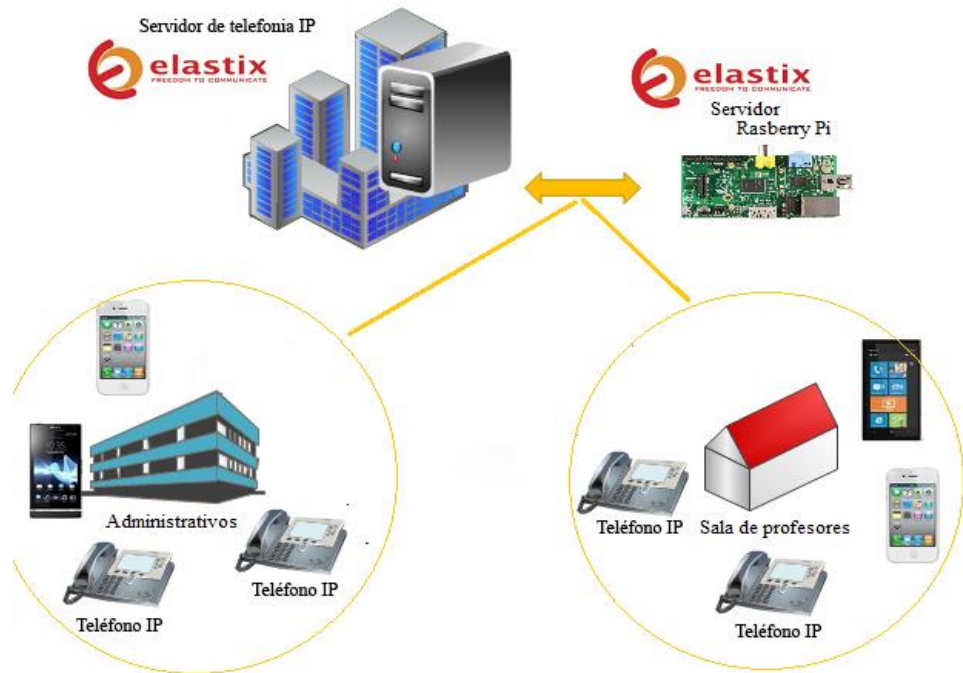 Servidor de telefonia IP
elastix
FREEDOM TO COMMUNICATE
elastix
FREEDOM TO COMMUNICATE
Servidor
Rasberry Pi
Administrativos
Teléfono IP
Teléfono IP
Teléfono IP
Sala de profesores
Teléfono IP